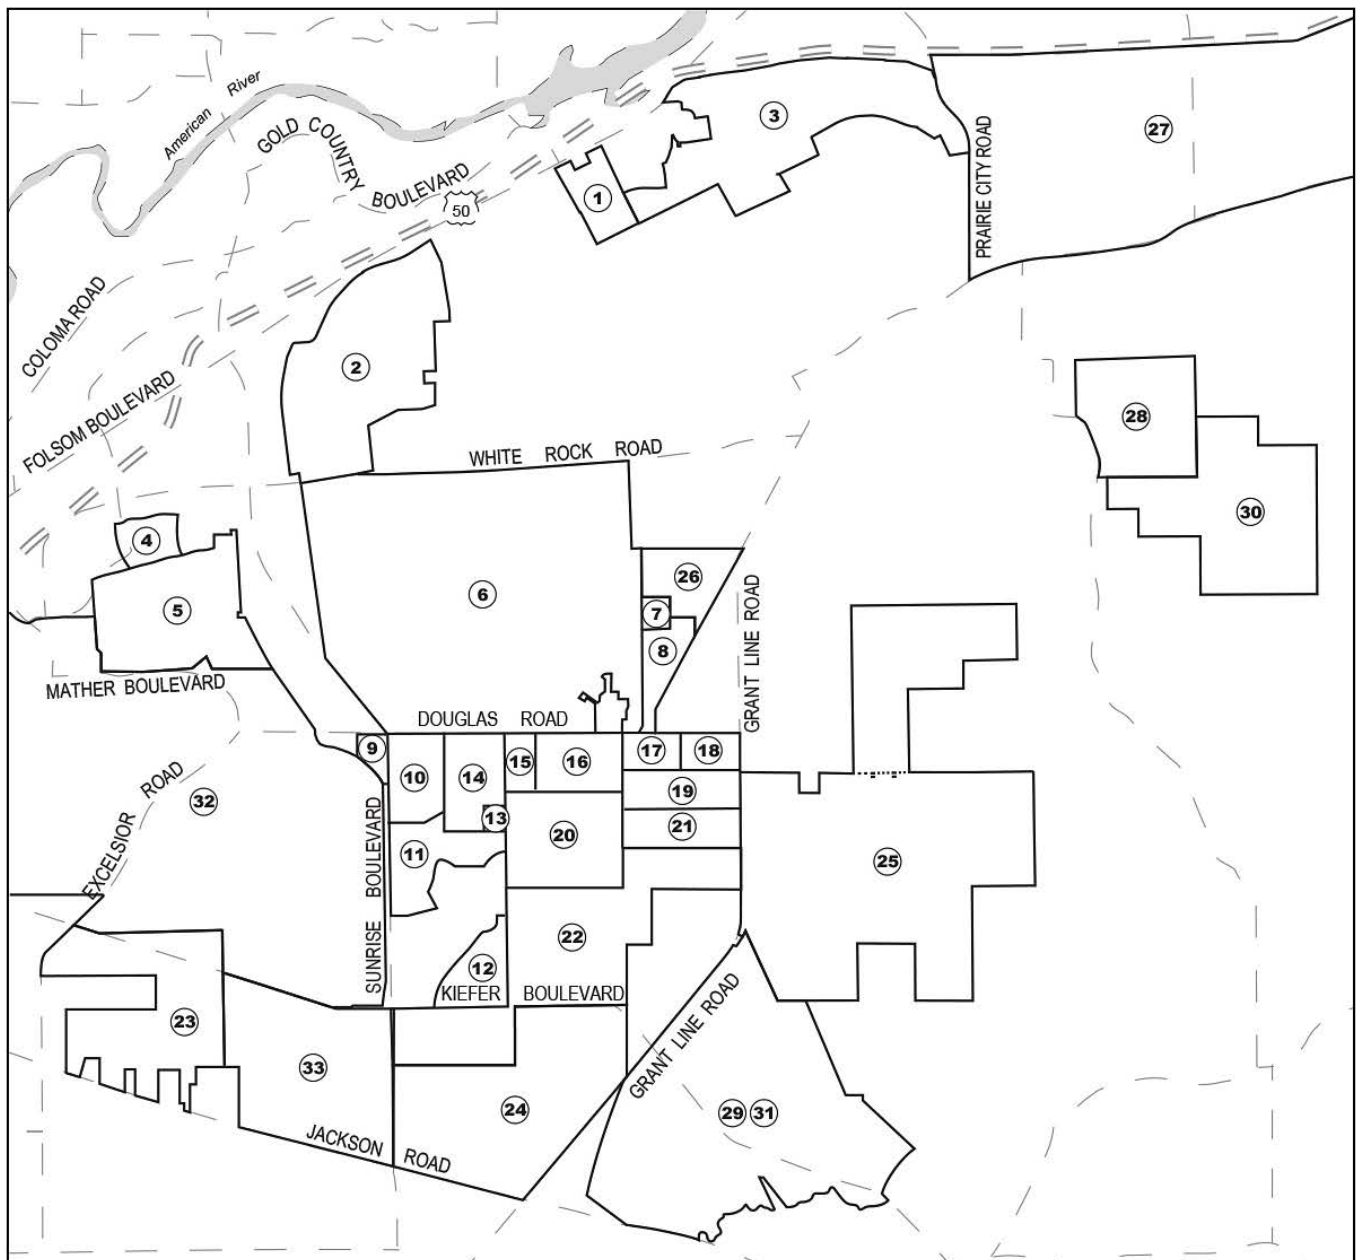 American River
GOLD COUNTRY BOULEVARD
50
COLOMA ROAD
FOLSOM BOULEVARD
PRAIRIE CITY ROAD
1
2
3
27
28
30
WHITE ROCK ROAD
4
5
6
26
7
8
MATHER BOULEVARD
GRANT LINE ROAD
DOUGLAS ROAD
9
10
14
15
16
17
18
19
13
21
20
11
EXCELSIOR ROAD
32
SUNRISE BOULEVARD
25
22
12
KIEFER BOULEVARD
23
33
24
GRANT LINE ROAD
29 31
JACKSON ROAD